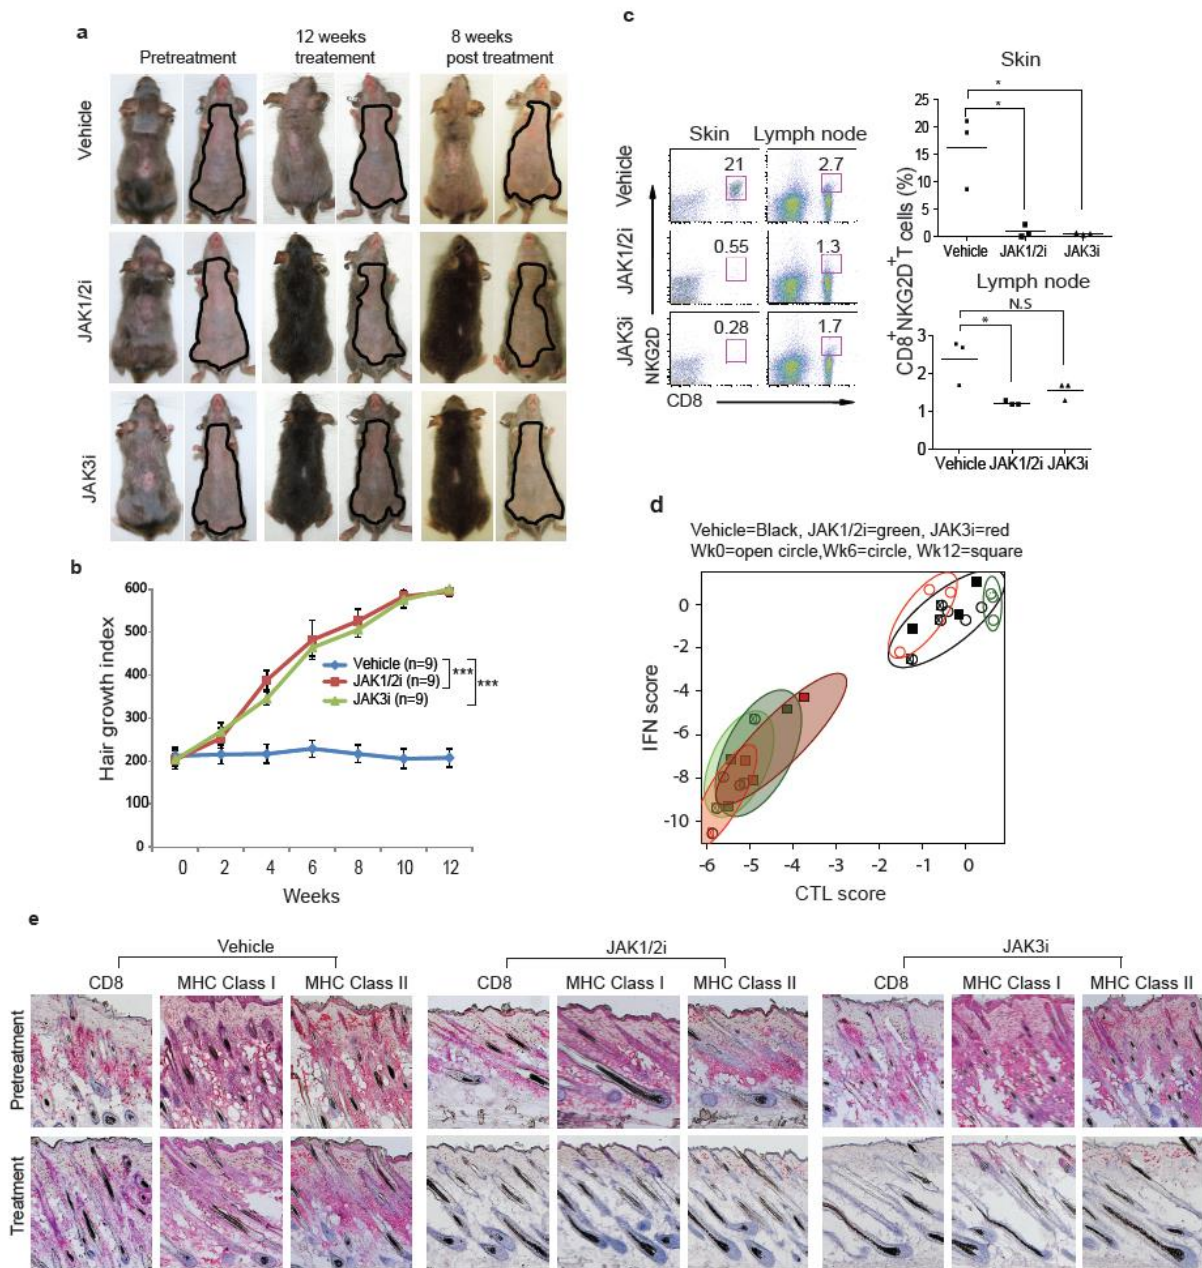 a
Pretreatment
12 weeks
treatement
8 weeks
post treatment
Vehicle
JAK1/2i
JAK3i
b
Hair growth index
600
500
400
300
200
100
0
Vehicle (n=9)
JAK1/2i (n=9)
JAK3i (n=9)
***
***
0 2 4 6 8 10 12
Weeks
c
Skin Lymph node
Vehicle
21 2.7
JAK1/2i
0.55 1.3
JAK3i
0.28 1.7
NKG2D
CD8
CD8+NKG2D+T cells (%)
Skin
25
20
15
10
5
0
*
*
Vehicle JAK1/2i JAK3i
Lymph node
N.S
*
3
2
1
0
Vehicle JAK1/2i JAK3i
d
Vehicle=Black, JAK1/2i=green, JAK3i=red
Wk0=open circle,Wk6=circle, Wk12=square
IFN score
0
-2
-4
-6
-8
-10
-6 -5 -4 -3 -2 -1 0
CTL score
e
Vehicle JAK1/2i JAK3i
CD8 MHC Class I MHC Class II CD8 MHC Class I MHC Class II CD8 MHC Class I MHC Class II
Pretreatment
Treatment